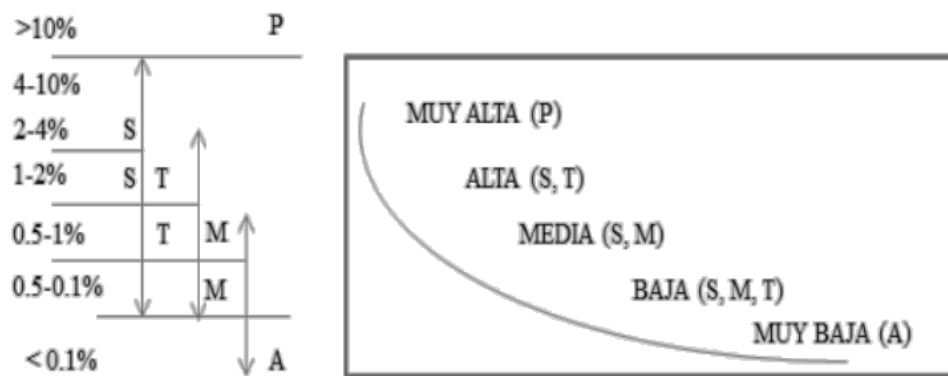 >10% P
4-10%
2-4% S
1-2% S T
0.5-1% T M
0.5-0.1% M
<0.1% A
MUY ALTA (P)
ALTA (S, T)
MEDIA (S, M)
BAJA (S, M, T)
MUY BAJA (A)